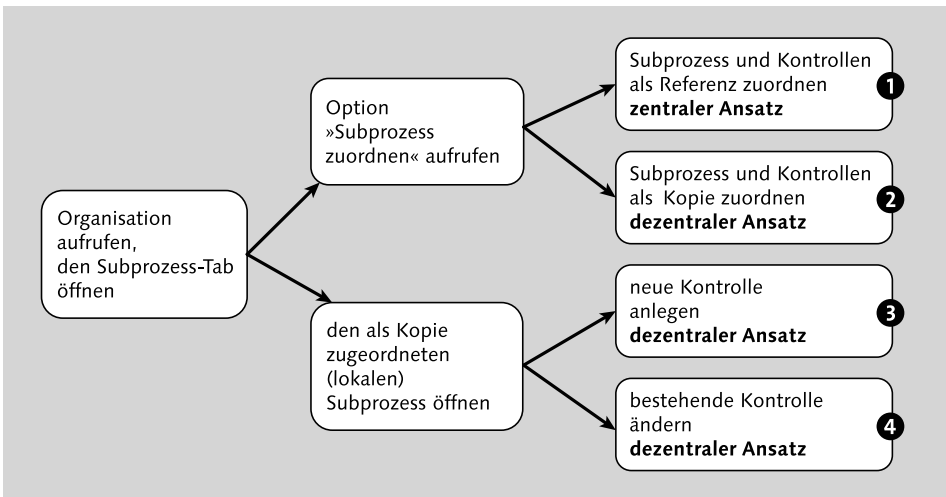 Organisation
aufrufen,
den Subprozess-Tab
öffnen
Option
»Subprozess
zuordnen« aufrufen
den als Kopie
zugeordneten
(lokalen)
Subprozess öffnen
Subprozess und Kontrollen
als Referenz zuordnen
zentraler Ansatz
1
Subprozess und Kontrollen
als Kopie zuordnen
dezentraler Ansatz
2
neue Kontrolle
anlegen
dezentraler Ansatz
3
bestehende Kontrolle
ändern
dezentraler Ansatz
4